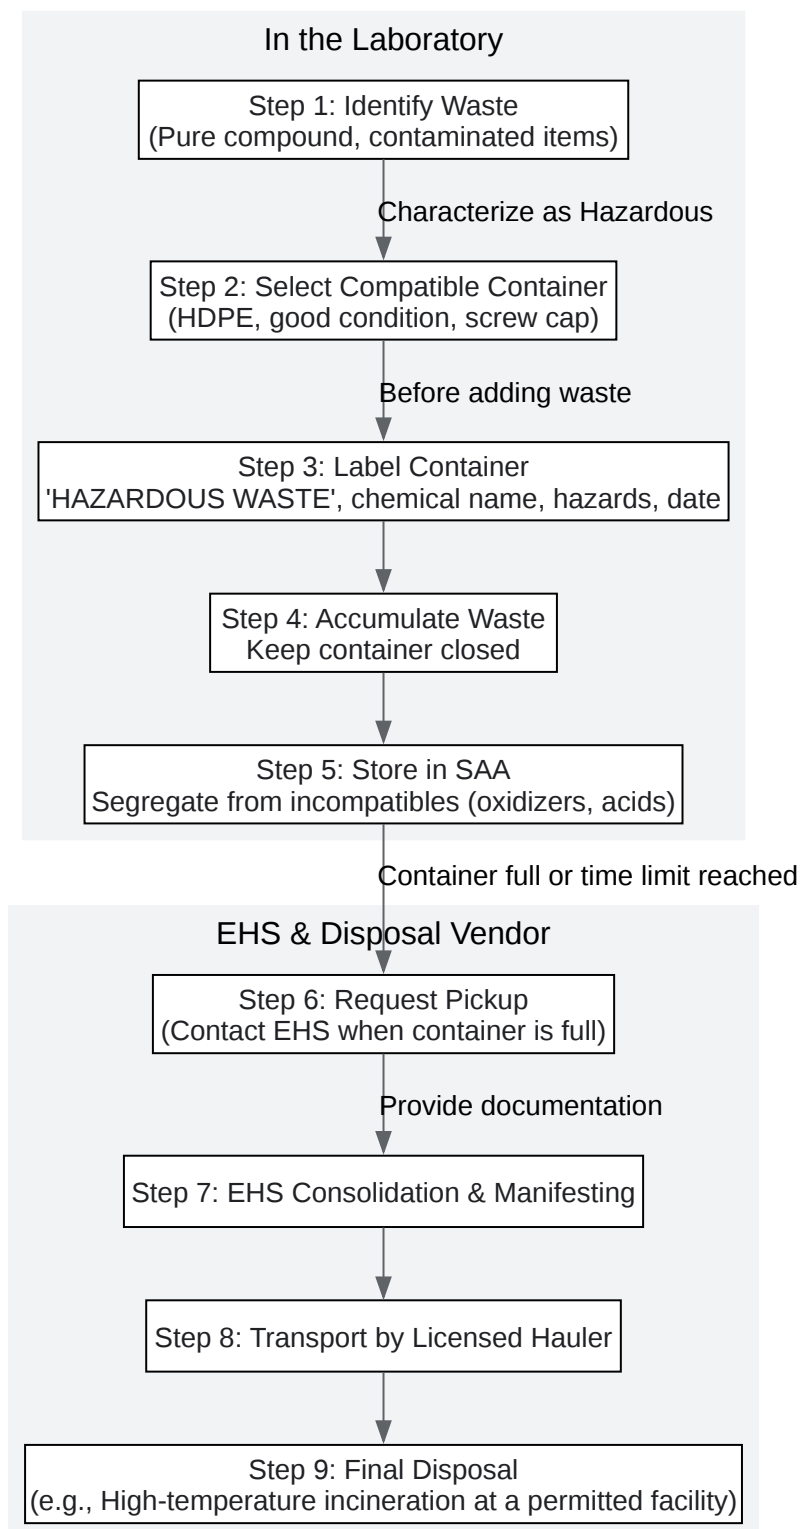 In the Laboratory
Step 1: Identify Waste
(Pure compound, contaminated items)
Characterize as Hazardous
Step 2: Select Compatible Container
(HDPE, good condition, screw cap)
Before adding waste
Step 3: Label Container
'HAZARDOUS WASTE', chemical name, hazards, date
Step 4: Accumulate Waste
Keep container closed
Step 5: Store in SAA
Segregate from incompatibles (oxidizers, acids)
Container full or time limit reached
EHS & Disposal Vendor
Step 6: Request Pickup
(Contact EHS when container is full)
Provide documentation
Step 7: EHS Consolidation & Manifesting
Step 8: Transport by Licensed Hauler
Step 9: Final Disposal
(e.g., High-temperature incineration at a permitted facility)